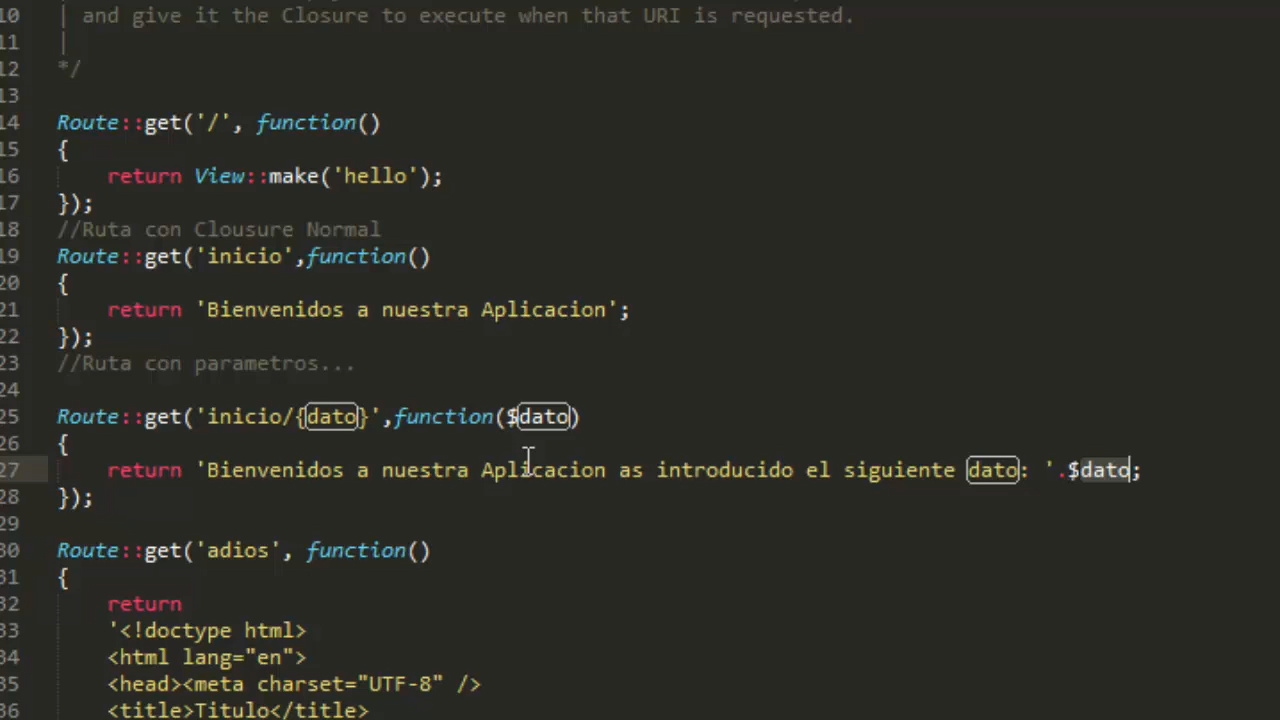 10 | and give it the Closure to execute when that URI is requested.
11 |
12 */
13
14 Route::get('/', function()
15 {
16 return View::make('hello');
17 });
18 //Ruta con Clousure Normal
19 Route::get('inicio',function()
20 {
21 return 'Bienvenidos a nuestra Aplicacion';
22 });
23 //Ruta con parametros...
24
25 Route::get('inicio/{dato}',function($dato)
26 {
27 return 'Bienvenidos a nuestra Aplicacion as introducido el siguiente dato: '.$dato;
28 });
29
30 Route::get('adios', function()
31 {
32 return
33 '<!doctype html>
34 <html lang="en">
35 <head><meta charset="UTF-8" />
36 <title>Titulo</title>